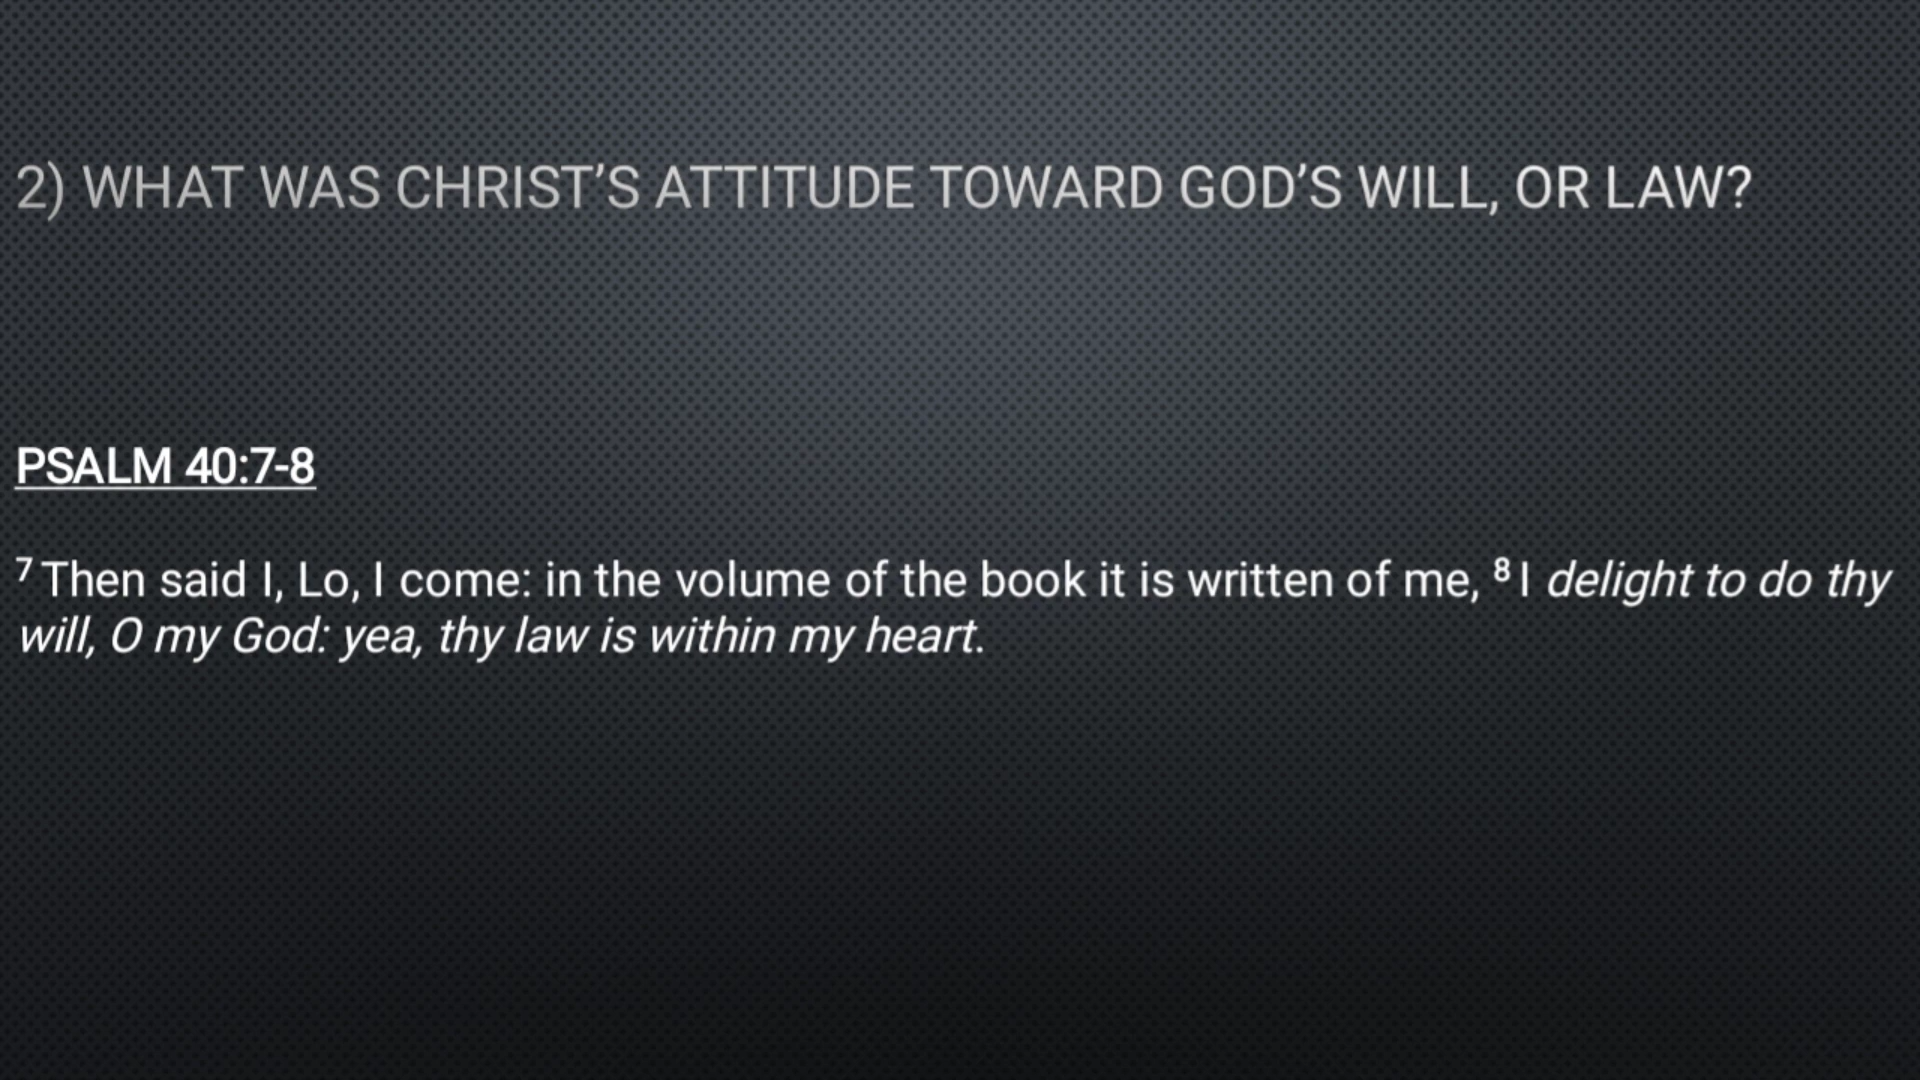 2) WHAT WAS CHRIST’S ATTITUDE TOWARD GOD’S WILL, OR LAW?
PSALM 40:7-8
7 Then said I, Lo, I come: in the volume of the book it is written of me, 8 I delight to do thy
will, O my God: yea, thy law is within my heart.